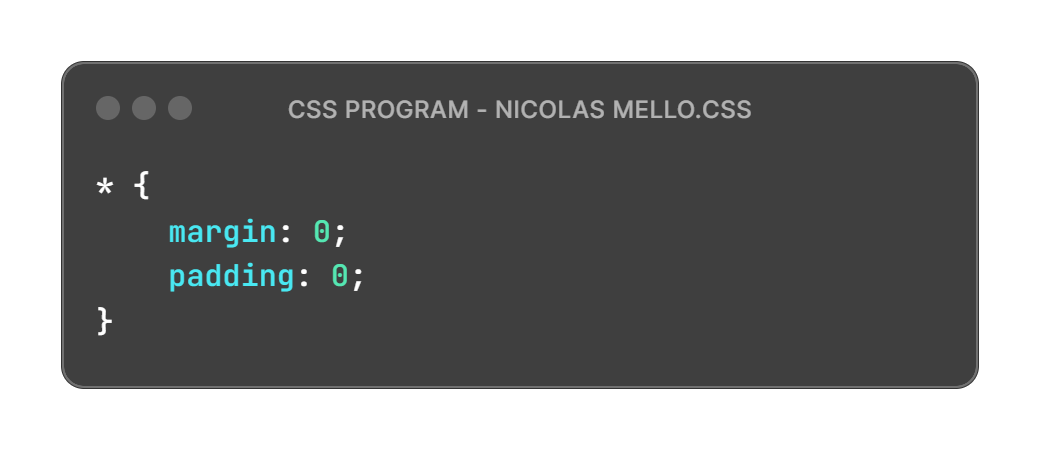 CSS PROGRAM - NICOLAS MELLO.CSS
* {
    margin: 0;
    padding: 0;
}